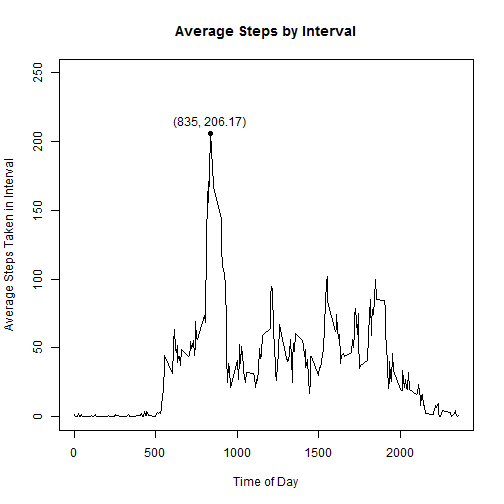 Average Steps by Interval
(835, 206.17)
Average Steps Taken in Interval
250
200
150
100
50
0
0 500 1000 1500 2000
Time of Day